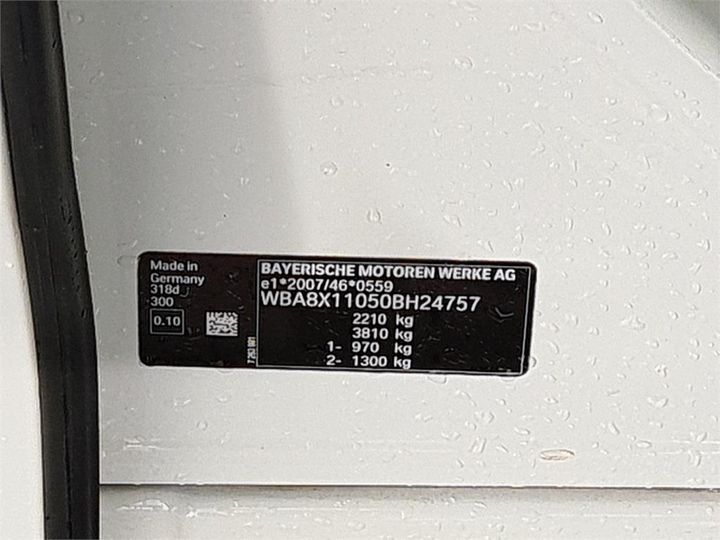 Made in
Germany
318d
300
0.10
BAYERISCHE MOTOREN WERKE AG
e1*2007/46*0559
WBA8X11050BH24757
2210 kg
3810 kg
1- 970 kg
2- 1300 kg